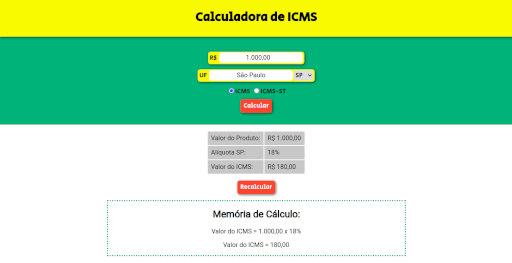 Calculadora de ICMS
R$ 1.000,00
UF São Paulo SP
ICMS ICMS-ST
Calcular
Valor do Produto: R$ 1.000,00
Alíquota SP: 18%
Valor do ICMS: R$ 180,00
Recalcular
Memória de Cálculo:
Valor do ICMS = 1.000,00 x 18%
Valor do ICMS = 180,00